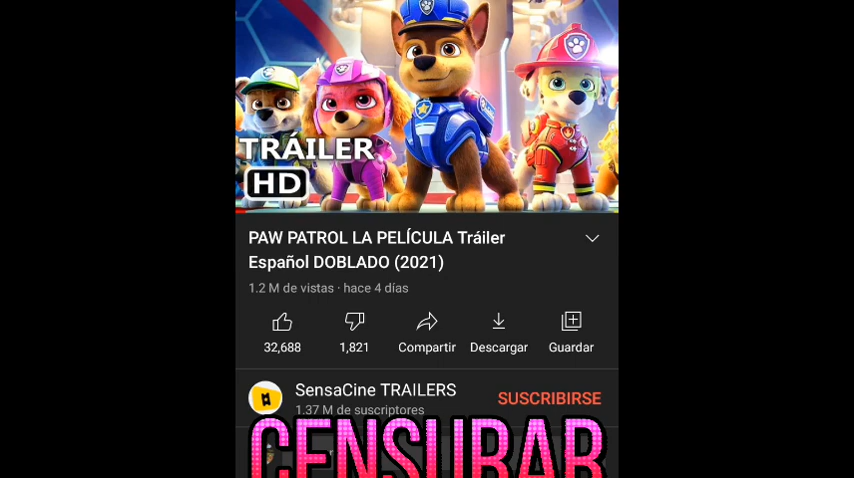 TRÁILER
HD
PAW PATROL LA PELÍCULA Tráiler
Español DOBLADO (2021)
1.2 M de vistas · hace 4 días
32,688 1,821 Compartir Descargar Guardar
SensaCine TRAILERS
SUSCRIBIRSE
1.37 M de suscriptores
CENSURAR